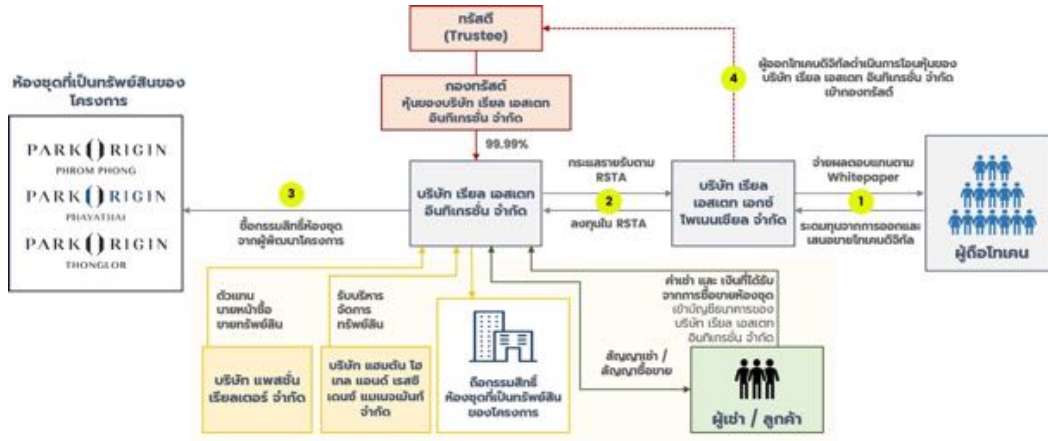 ทรัสตี
(Trustee)
ผู้ออกโทเคนดิจิทัลดำเนินการโอนหุ้นของ
บริษัท เรียล เอสเตท อินทิเกรชั่น จำกัด
เข้ากองทรัสต์
4
ห้องชุดที่เป็นทรัพย์สินของ
โครงการ
กองทรัสต์
หุ้นของบริษัท เรียล เอสเตท
อินทิเกรชั่น จำกัด
99.99%
PARK ORIGIN
PHROM PHONG
PARK ORIGIN
PHAYATHAI
PARK ORIGIN
THONGLOR
3
ซื้อกรรมสิทธิ์ห้องชุด
จากผู้พัฒนาโครงการ
บริษัท เรียล เอสเตท
อินทิเกรชั่น จำกัด
กระแสรายรับตาม
RSTA
2
ลงทุนใน RSTA
บริษัท เรียล
เอสเตท เอกซ์
โพเนนเชียล จำกัด
จ่ายผลตอบแทนตาม
Whitepaper
1
ระดมทุนจากการออกและ
เสนอขายโทเคนดิจิทัล
ผู้ถือโทเคน
ตัวแทน
นายหน้าซื้อ
ขายทรัพย์สิน
รับบริหาร
จัดการ
ทรัพย์สิน
ค่าเช่า และ เงินที่ได้รับ
จากการซื้อขายห้องชุด
เข้าบัญชีธนาคารของ
บริษัท เรียล เอสเตท
อินทิเกรชั่น จำกัด
สัญญาเช่า /
สัญญาซื้อขาย
บริษัท แพสชั่น
เรียลเตอร์ จำกัด
บริษัท แฮมตัน โฮ
เทล แอนด์ เรสซิ
เดนซ์ แมเนจเม้นท์
จำกัด
ถือกรรมสิทธิ์
ห้องชุดที่เป็นทรัพย์สิน
ของโครงการ
ผู้เช่า / ลูกค้า